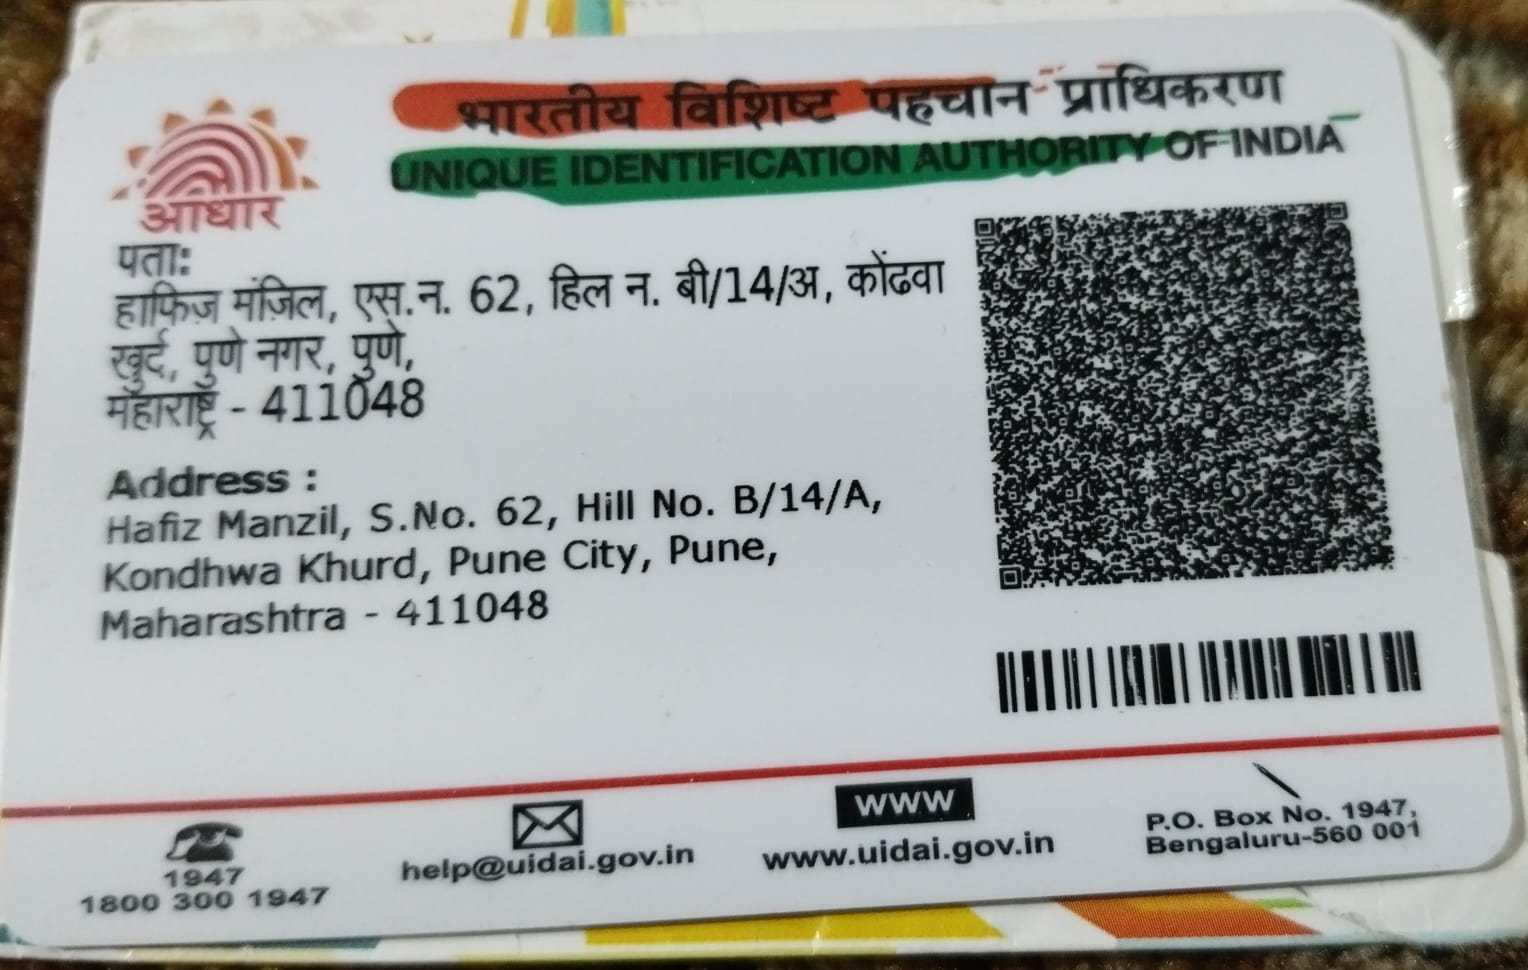 भारतीय विशिष्ट पहचान प्राधिकरण
UNIQUE IDENTIFICATION AUTHORITY OF INDIA
आधार
पता:
हाफिज़ मंज़िल, एस.न. 62, हिल न. बी/14/अ, कोंढवा
खुर्द, पुणे नगर, पुणे,
महाराष्ट्र - 411048
Address :
Hafiz Manzil, S.No. 62, Hill No. B/14/A,
Kondhwa Khurd, Pune City, Pune,
Maharashtra - 411048
1947
1800 300 1947
help@uidai.gov.in
WWW
www.uidai.gov.in
P.O. Box No. 1947,
Bengaluru-560 001